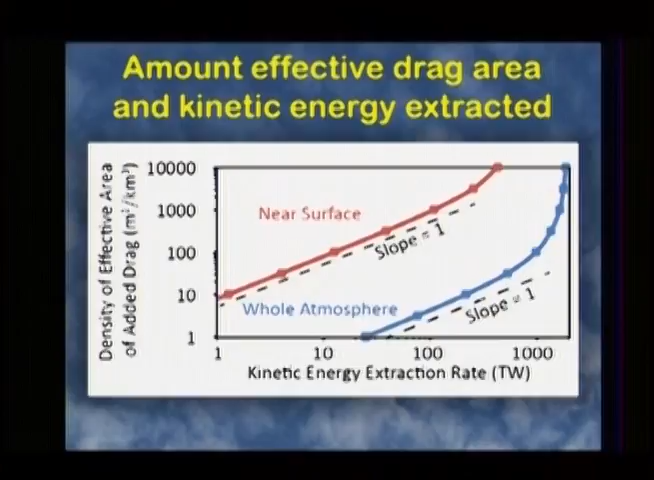 Amount effective drag area
and kinetic energy extracted
Density of Effective Area
of Added Drag (m²/km³)
10000
1000
100
10
1
Near Surface
Slope = 1
Whole Atmosphere
Slope = 1
1
10
100
1000
Kinetic Energy Extraction Rate (TW)